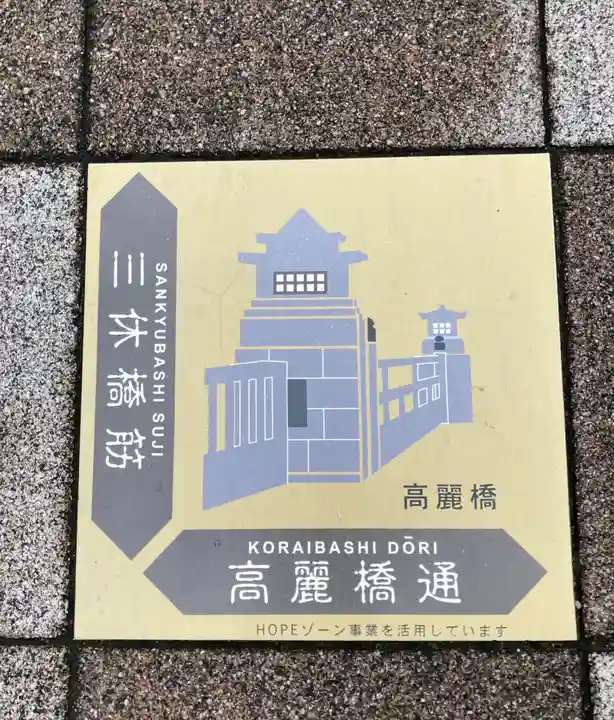 三休橋筋
SANKYUBASHI SUJI
高麗橋
KORAIBASHI DŌRI
高麗橋通
HOPEゾーン事業を活用しています